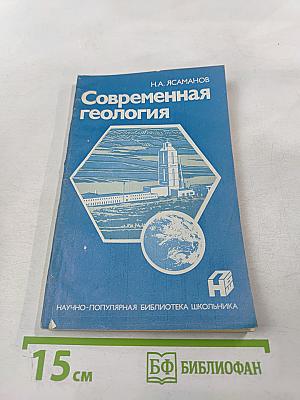 Н.А. ЯСАМАНОВ
Современная
геология
НАУЧНО-ПОПУЛЯРНАЯ БИБЛИОТЕКА ШКОЛЬНИКА
15 см
БФ БИБЛИОФАН